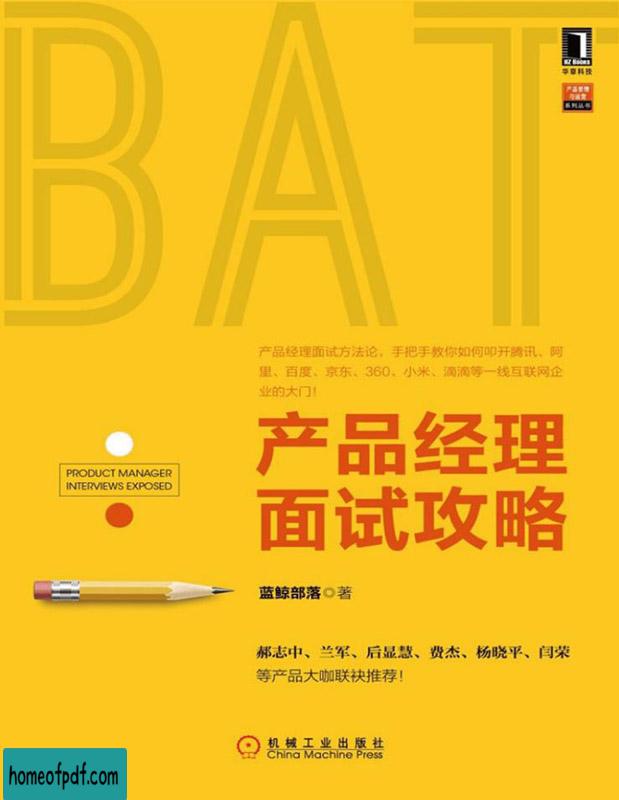 BAT
HZ Books
华章科技
产品管理
与运营
系列丛书
产品经理面试方法论，手把手教你如何叩开腾讯、阿
里、百度、京东、360、小米、滴滴等一线互联网企
业的大门！
产品经理
面试攻略
PRODUCT MANAGER
INTERVIEWS EXPOSED
蓝鲸部落◎著
郝志中、兰军、后显慧、费杰、杨晓平、闫荣
等产品大咖联袂推荐！
机械工业出版社
China Machine Press
homeofpdf.com